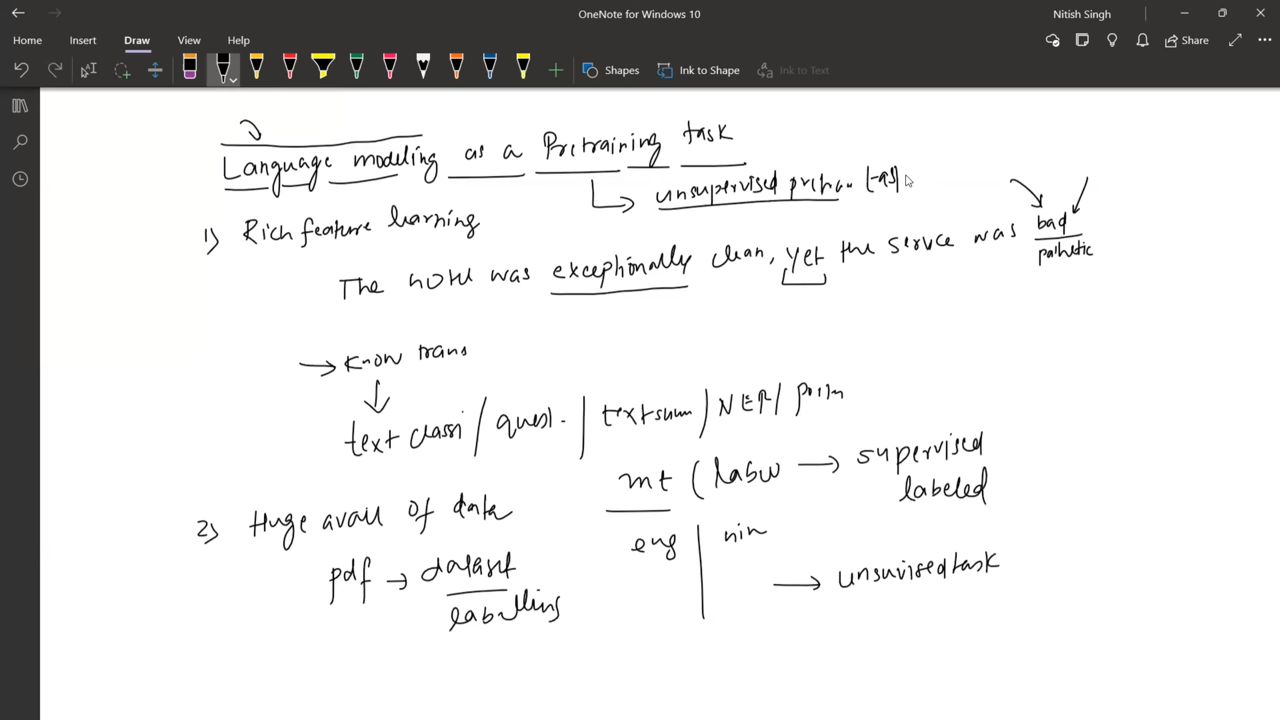 OneNote for Windows 10
Nitish Singh
Home Insert Draw View Help
Share
Shapes Ink to Shape Ink to Text
Language modeling as a Pretraining task
unsupervised task
1) Rich feature learning
The hotel was exceptionally clean, yet the service was bad
pathetic
→ know trans
text classi / quest. / text summ / NER /
mt ( → supervised
labeled
2) Huge avail of data
eng | hin
pdf → dataset
labelling
→ unsuvised task